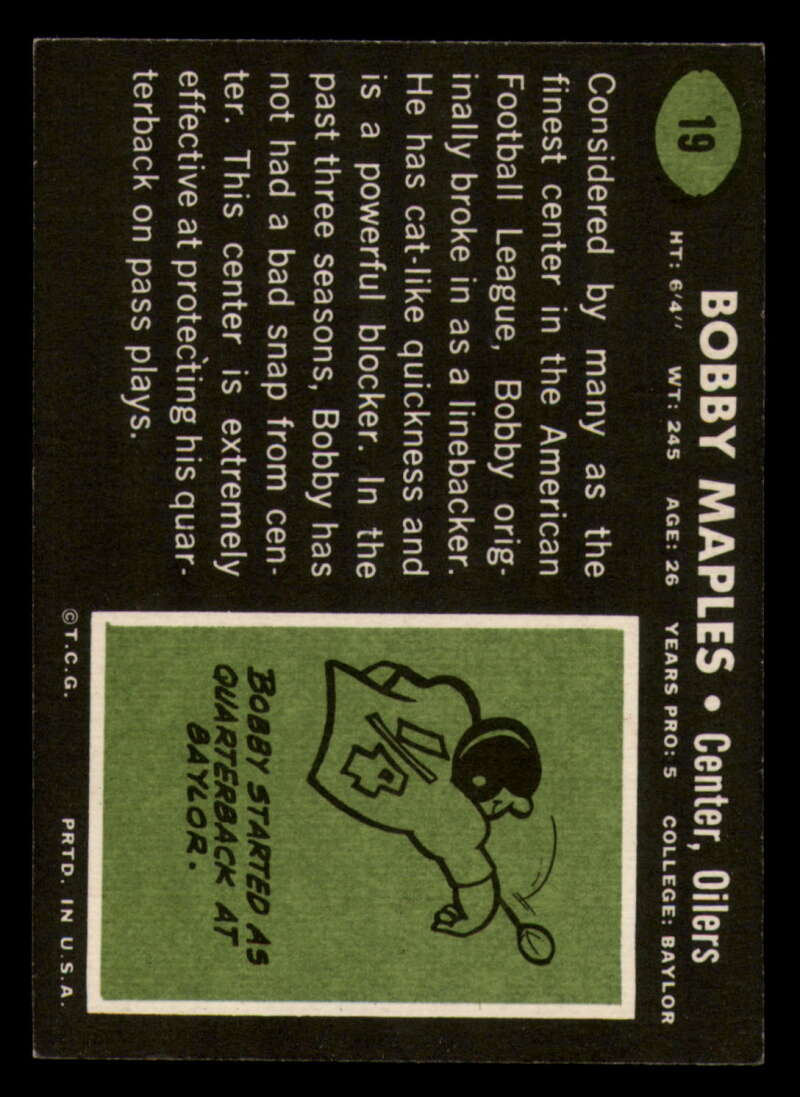 19
BOBBY MAPLES • Center, Oilers
HT: 6'4" WT: 245 AGE: 26 YEARS PRO: 5 COLLEGE: BAYLOR
Considered by many as the
finest center in the American
Football League, Bobby orig-
inally broke in as a linebacker.
He has cat-like quickness and
is a powerful blocker. In the
past three seasons, Bobby has
not had a bad snap from cen-
ter. This center is extremely
effective at protecting his quar-
terback on pass plays.
1/4
BOBBY STARTED AS
QUARTERBACK AT
BAYLOR.
©T.C.G. PRTD. IN U.S.A.